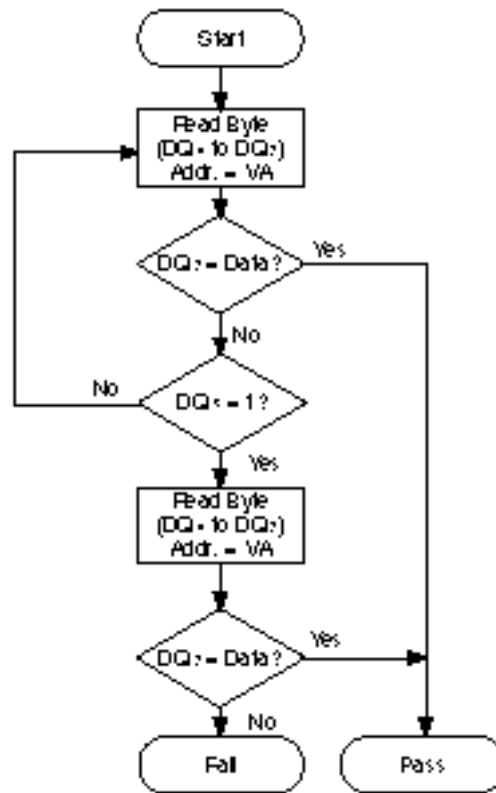 Start
Read Byte
(DQ₀ to DQ₇)
Addr. = VA
DQ₇ = Data?
Yes
No
No
DQ₅ = 1?
Yes
Read Byte
(DQ₀ to DQ₇)
Addr. = VA
DQ₇ = Data?
Yes
No
Fail
Pass